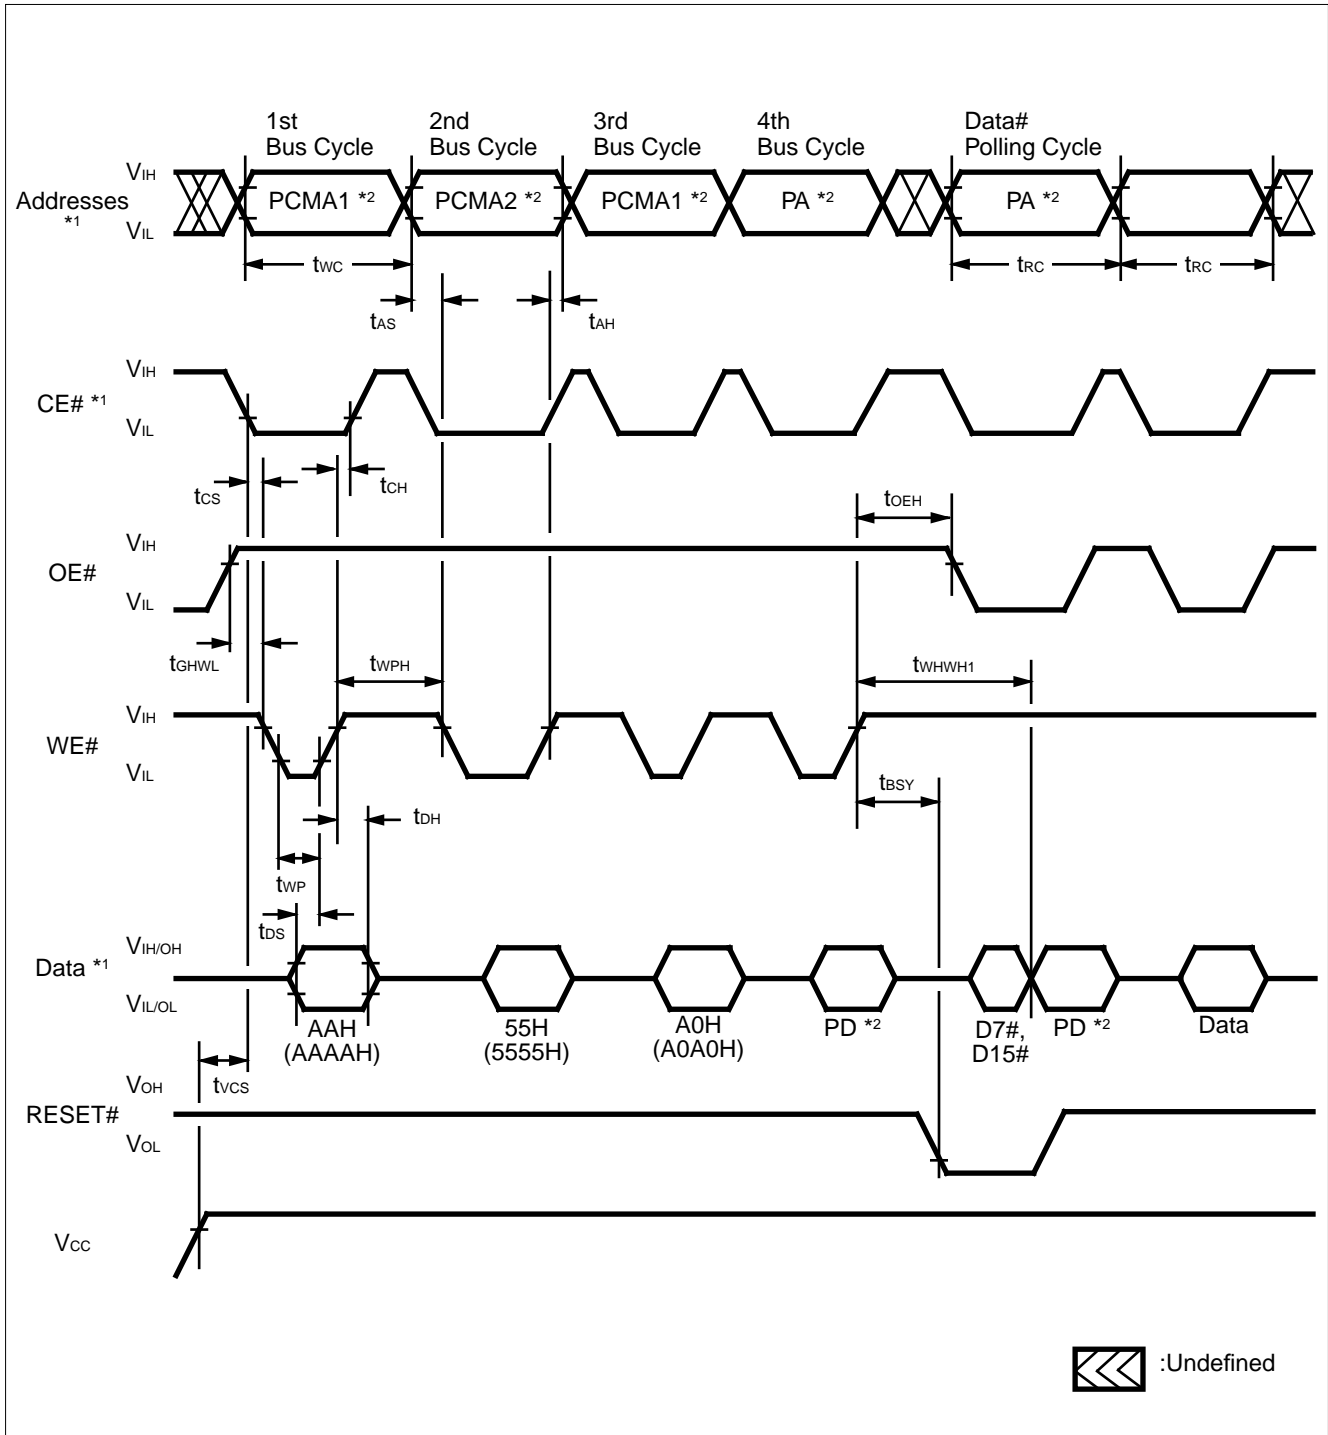 1st
Bus Cycle
2nd
Bus Cycle
3rd
Bus Cycle
4th
Bus Cycle
Data#
Polling Cycle
Addresses
*1
VIH
VIL
PCMA1 *2
PCMA2 *2
PCMA1 *2
PA *2
PA *2
tWC
tRC
tRC
tAS
tAH
CE# *1
VIH
VIL
tCS
tCH
tOEH
OE#
VIH
VIL
tGHWL
tWPH
tWHWH1
WE#
VIH
VIL
tBSY
tDH
tWP
tDS
Data *1
VIH/OH
VIL/OL
AAH
(AAAAH)
55H
(5555H)
A0H
(A0A0H)
PD *2
D7#,
D15#
PD *2
Data
tVCS
RESET#
VOH
VOL
VCC
:Undefined